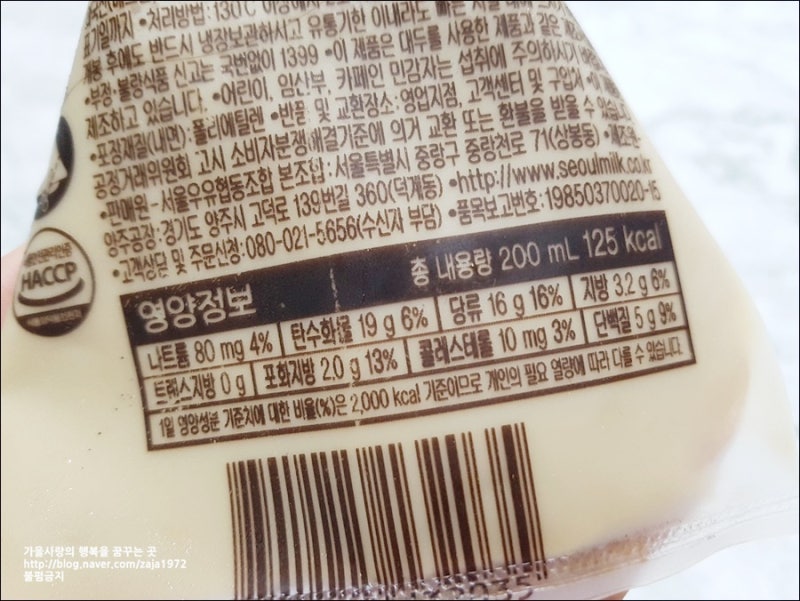 표기일까지 •처리방법:130℃
개봉 후에도 반드시 냉장보관하시고 유통기한 이내라도 빠른
•부정·불량식품 신고는 국번없이 1399 •이 제품은 대두를 사용한 제품과 같은
제조하고 있습니다. •어린이, 임산부, 카페인 민감자는 섭취에 주의하시기
•포장재질(내면):폴리에틸렌 •반품 및 교환장소:영업지점, 고객센터 및 구입처
공정거래위원회 고시 소비자분쟁해결기준에 의거 교환 또는 환불을 받을 수 있습니다
•판매원-서울우유협동조합 본조합:서울특별시 중랑구 중랑천로 71(상봉동) •제조원
양주공장:경기도 양주시 고덕로 139번길 360(덕계동) •http://www.seoulmilk.co.kr
•고객상담 및 주문신청:080-021-5656(수신자 부담) •품목보고번호:19850370020-15
HACCP
영양정보 총 내용량 200 mL 125 kcal
나트륨 80 mg 4% 탄수화물 19 g 6% 당류 16 g 16% 지방 3.2 g 6%
트랜스지방 0 g 포화지방 2.0 g 13% 콜레스테롤 10 mg 3% 단백질 5 g 9%
1일 영양성분 기준치에 대한 비율(%)은 2,000 kcal 기준이므로 개인의 필요 열량에 따라 다를 수 있습니다.
가을사랑의 행복을 꿈꾸는 곳
http://blog.naver.com/zaja1972
불펌금지